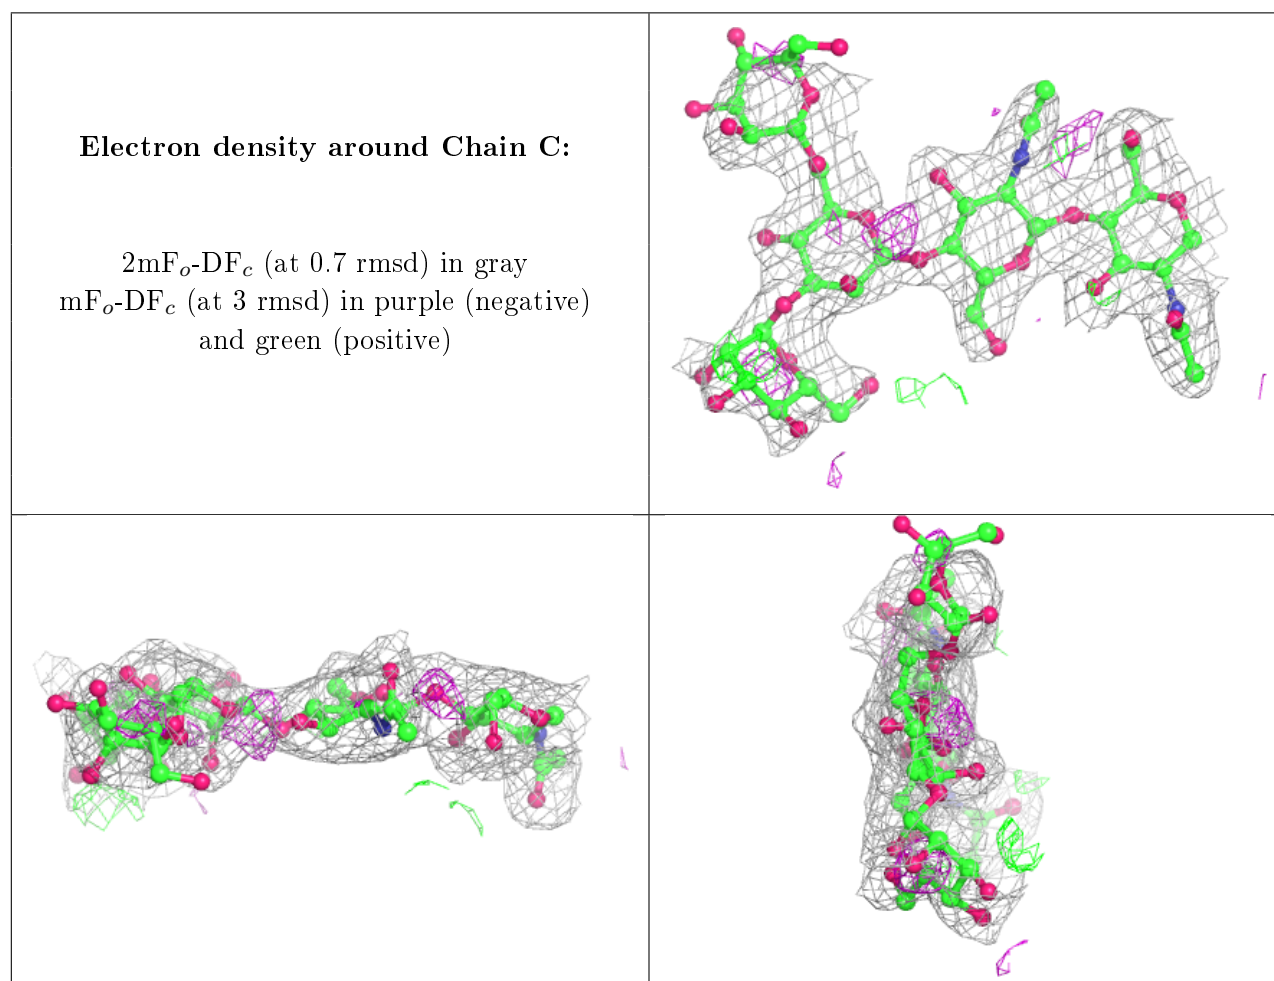 Electron density around Chain C:
2mFₒ-DF𝒸 (at 0.7 rmsd) in gray
mFₒ-DF𝒸 (at 3 rmsd) in purple (negative)
and green (positive)